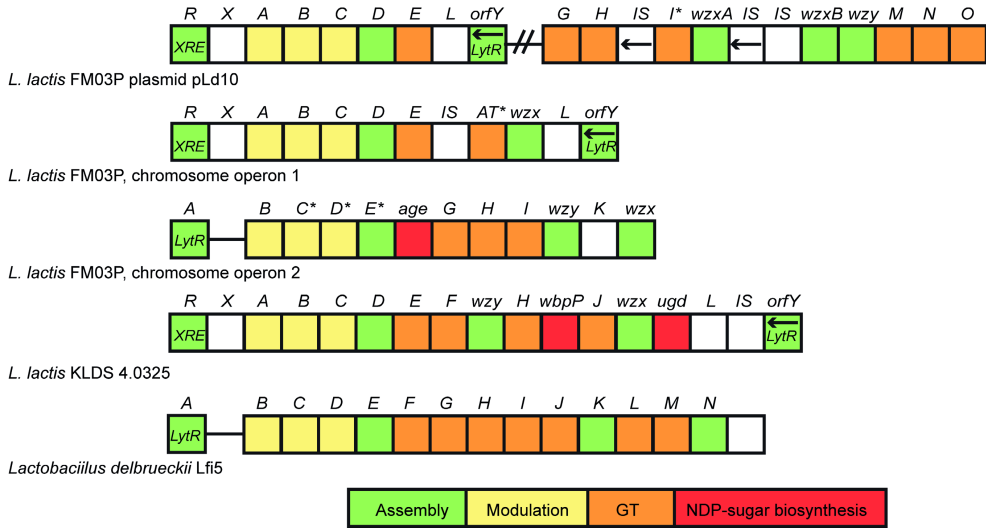 R X A B C D E L orfY G H IS I* wzxA IS IS wzxB wzy M N O
XRE LytR
L. lactis FM03P plasmid pLd10
R X A B C D E IS AT* wzx L orfY
XRE LytR
L. lactis FM03P, chromosome operon 1
A B C* D* E* age G H I wzy K wzx
LytR
L. lactis FM03P, chromosome operon 2
R X A B C D E F wzy H wbpP J wzx ugd L IS orfY
XRE LytR
L. lactis KLDS 4.0325
A B C D E F G H I J K L M N
LytR
Lactobaciilus delbrueckii Lfi5
Assembly Modulation GT NDP-sugar biosynthesis